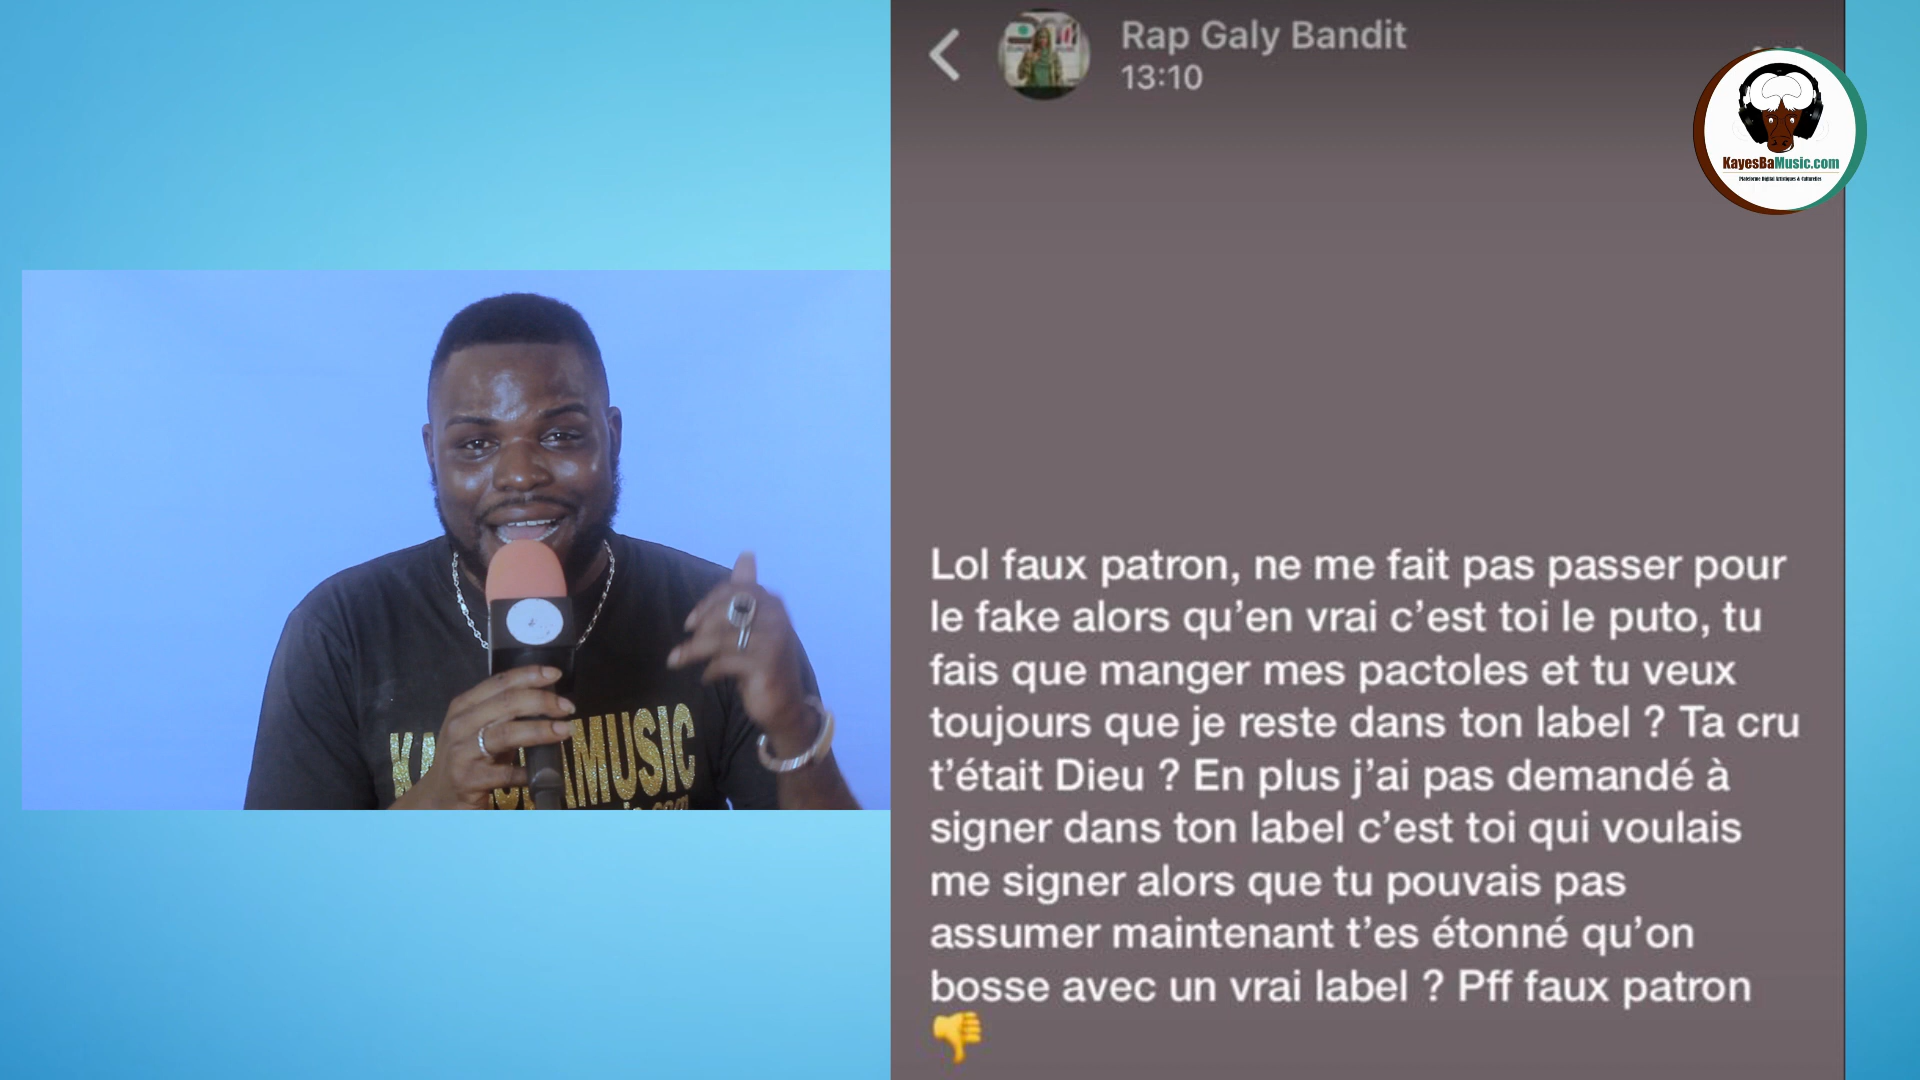 Rap Galy Bandit
13:10
KayesBaMusic.com
Plateforme Digital Artistiques & Culturelles
Lol faux patron, ne me fait pas passer pour
le fake alors qu’en vrai c’est toi le puto, tu
fais que manger mes pactoles et tu veux
toujours que je reste dans ton label ? Ta cru
t’était Dieu ? En plus j’ai pas demandé à
signer dans ton label c’est toi qui voulais
me signer alors que tu pouvais pas
assumer maintenant t’es étonné qu’on
bosse avec un vrai label ? Pff faux patron
👎